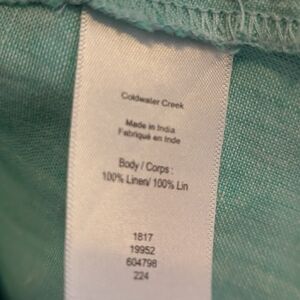 Coldwater Creek
Made in India
Fabriqué en Inde
Body / Corps :
100% Linen/ 100% Lin
1817
19952
604798
224